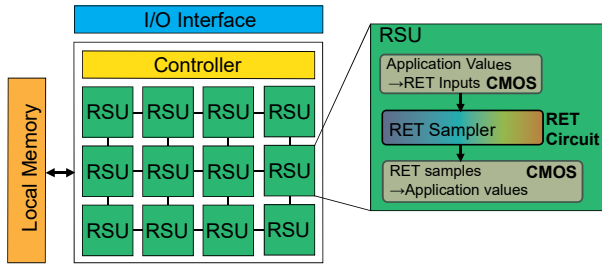 I/O Interface
Controller
Local Memory
RSU RSU RSU RSU
RSU RSU RSU RSU
RSU RSU RSU RSU
RSU
Application Values
→RET Inputs CMOS
RET Sampler
RET
Circuit
RET samples CMOS
→Application values